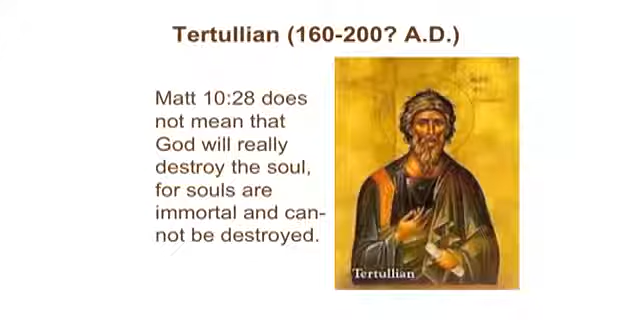 Tertullian (160-200? A.D.)
Matt 10:28 does
not mean that
God will really
destroy the soul,
for souls are
immortal and can-
not be destroyed.
Tertullian